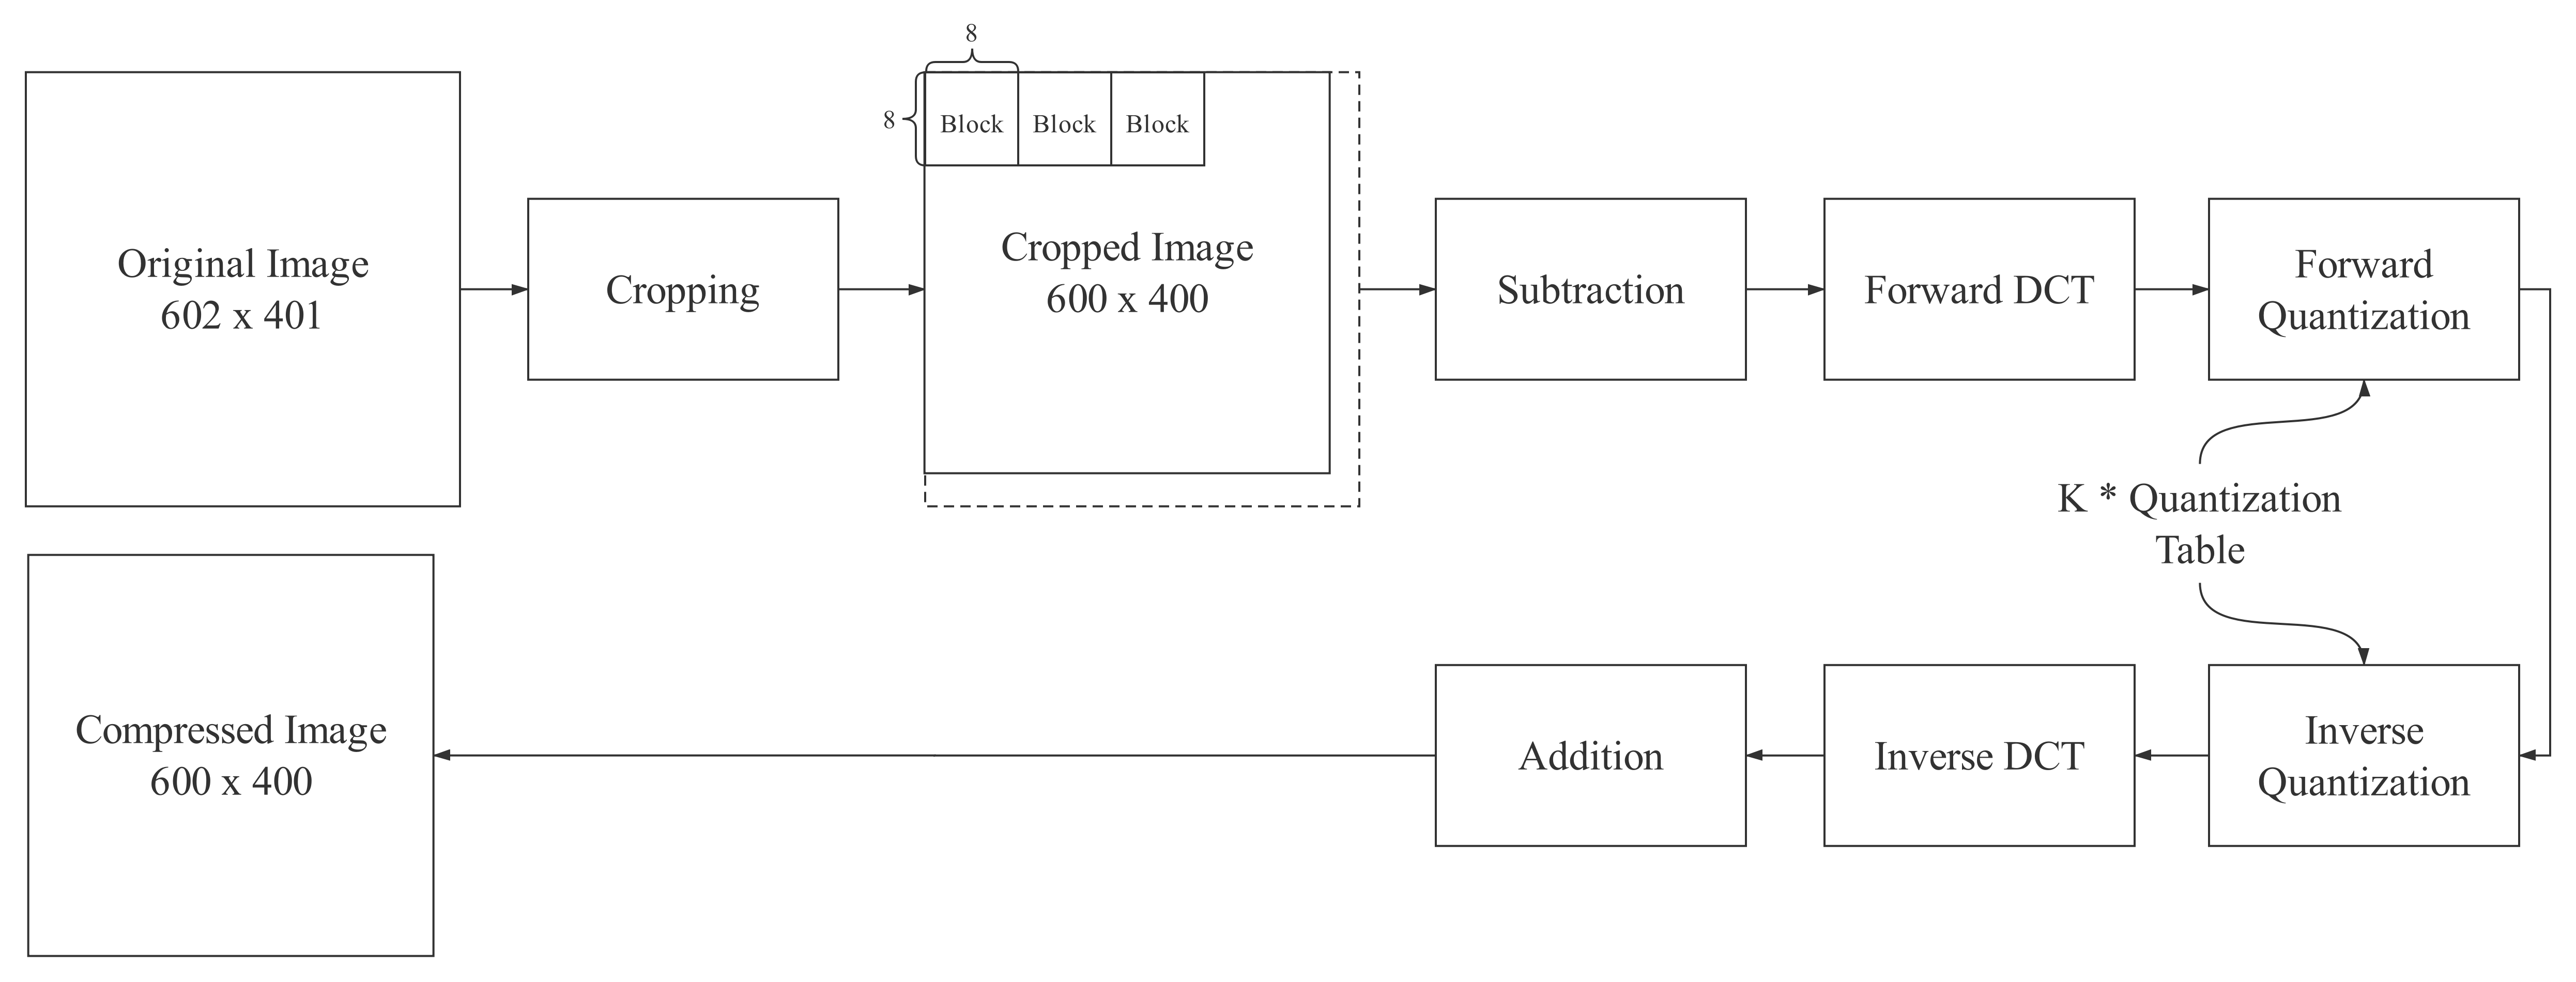 8
8
Block Block Block
Original Image
602 x 401
Cropping
Cropped Image
600 x 400
Subtraction
Forward DCT
Forward
Quantization
K * Quantization
Table
Compressed Image
600 x 400
Addition
Inverse DCT
Inverse
Quantization